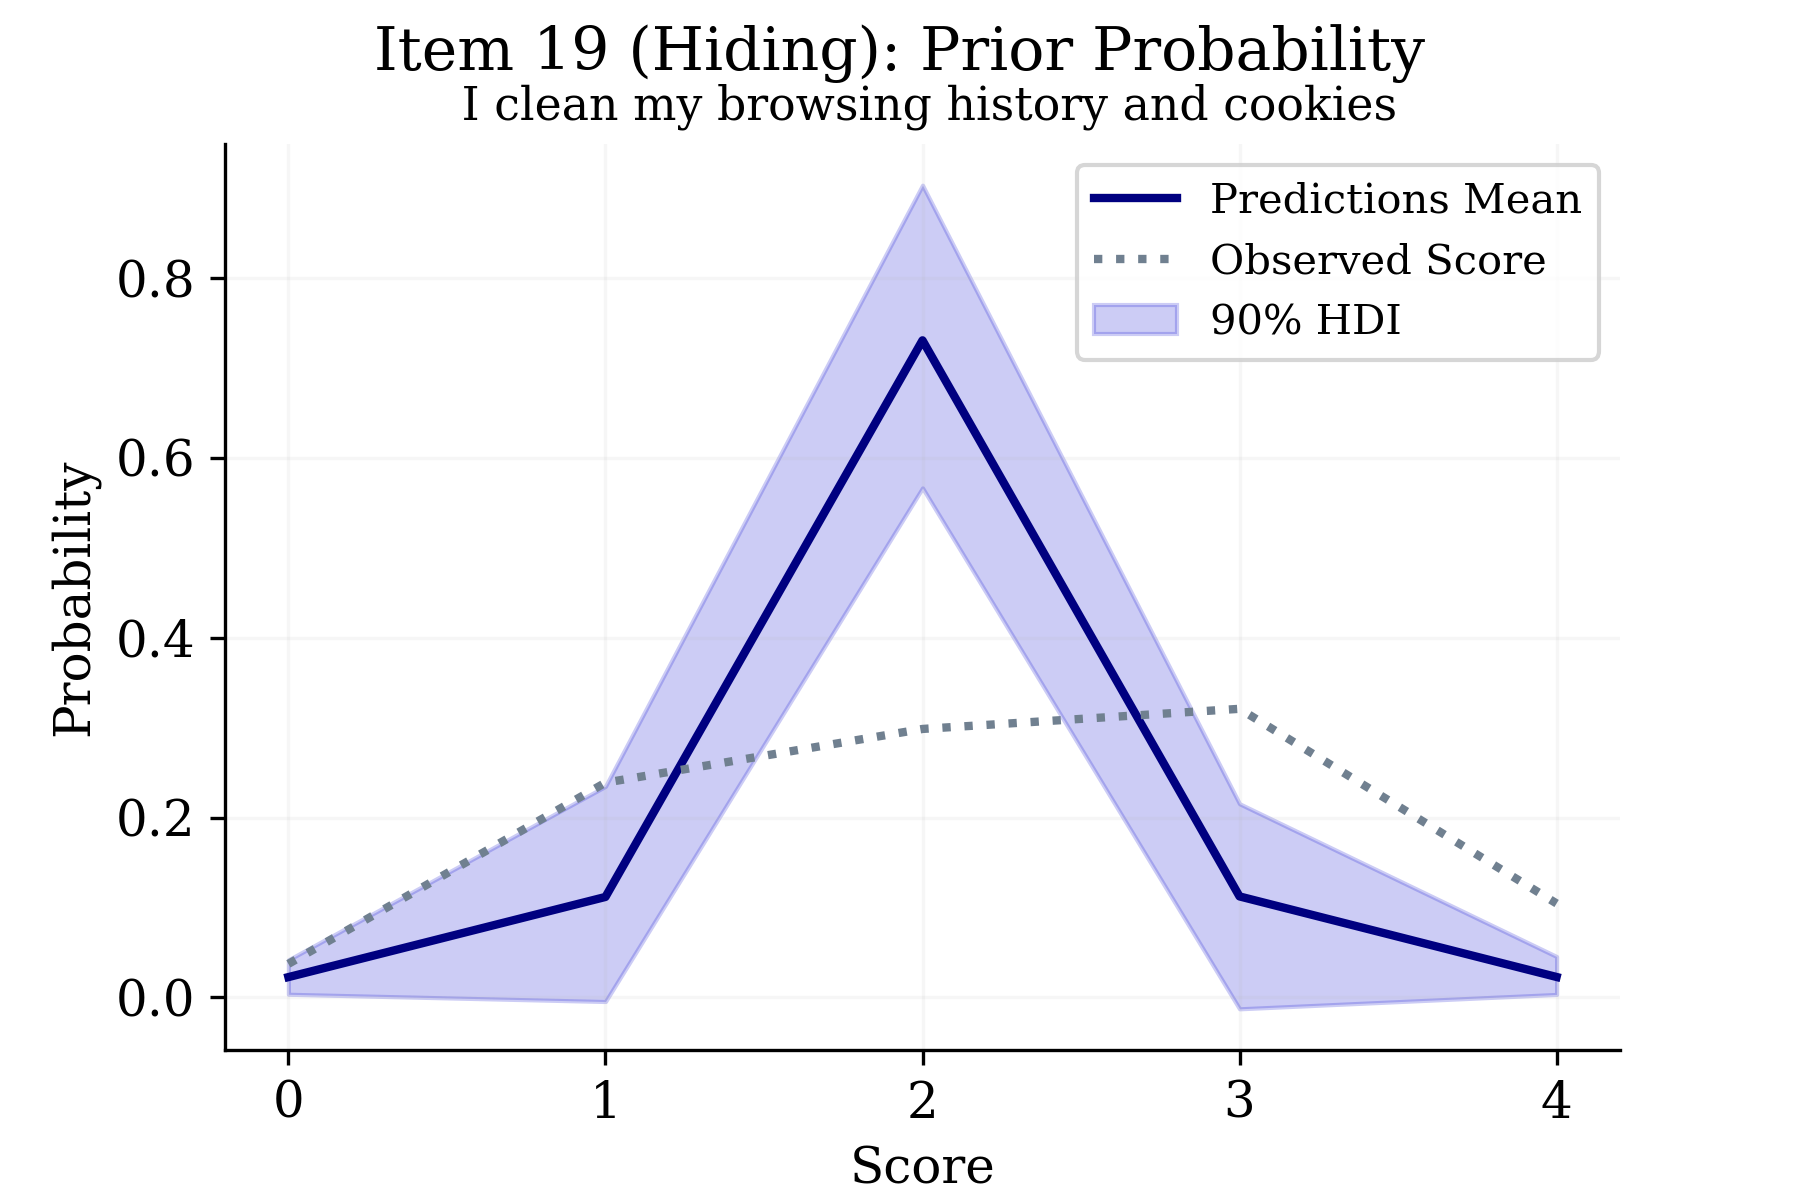 Item 19 (Hiding): Prior Probability
I clean my browsing history and cookies
Predictions Mean
Observed Score
90% HDI
Probability
0.8
0.6
0.4
0.2
0.0
0 1 2 3 4
Score